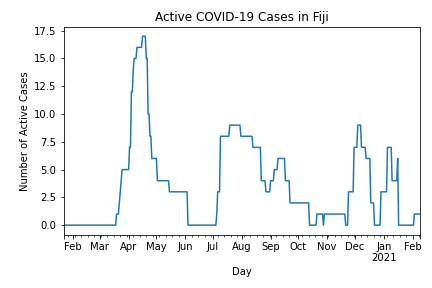 Active COVID-19 Cases in Fiji
Number of Active Cases
17.5
15.0
12.5
10.0
7.5
5.0
2.5
0.0
Feb Mar Apr May Jun Jul Aug Sep Oct Nov Dec Jan Feb
2021
Day